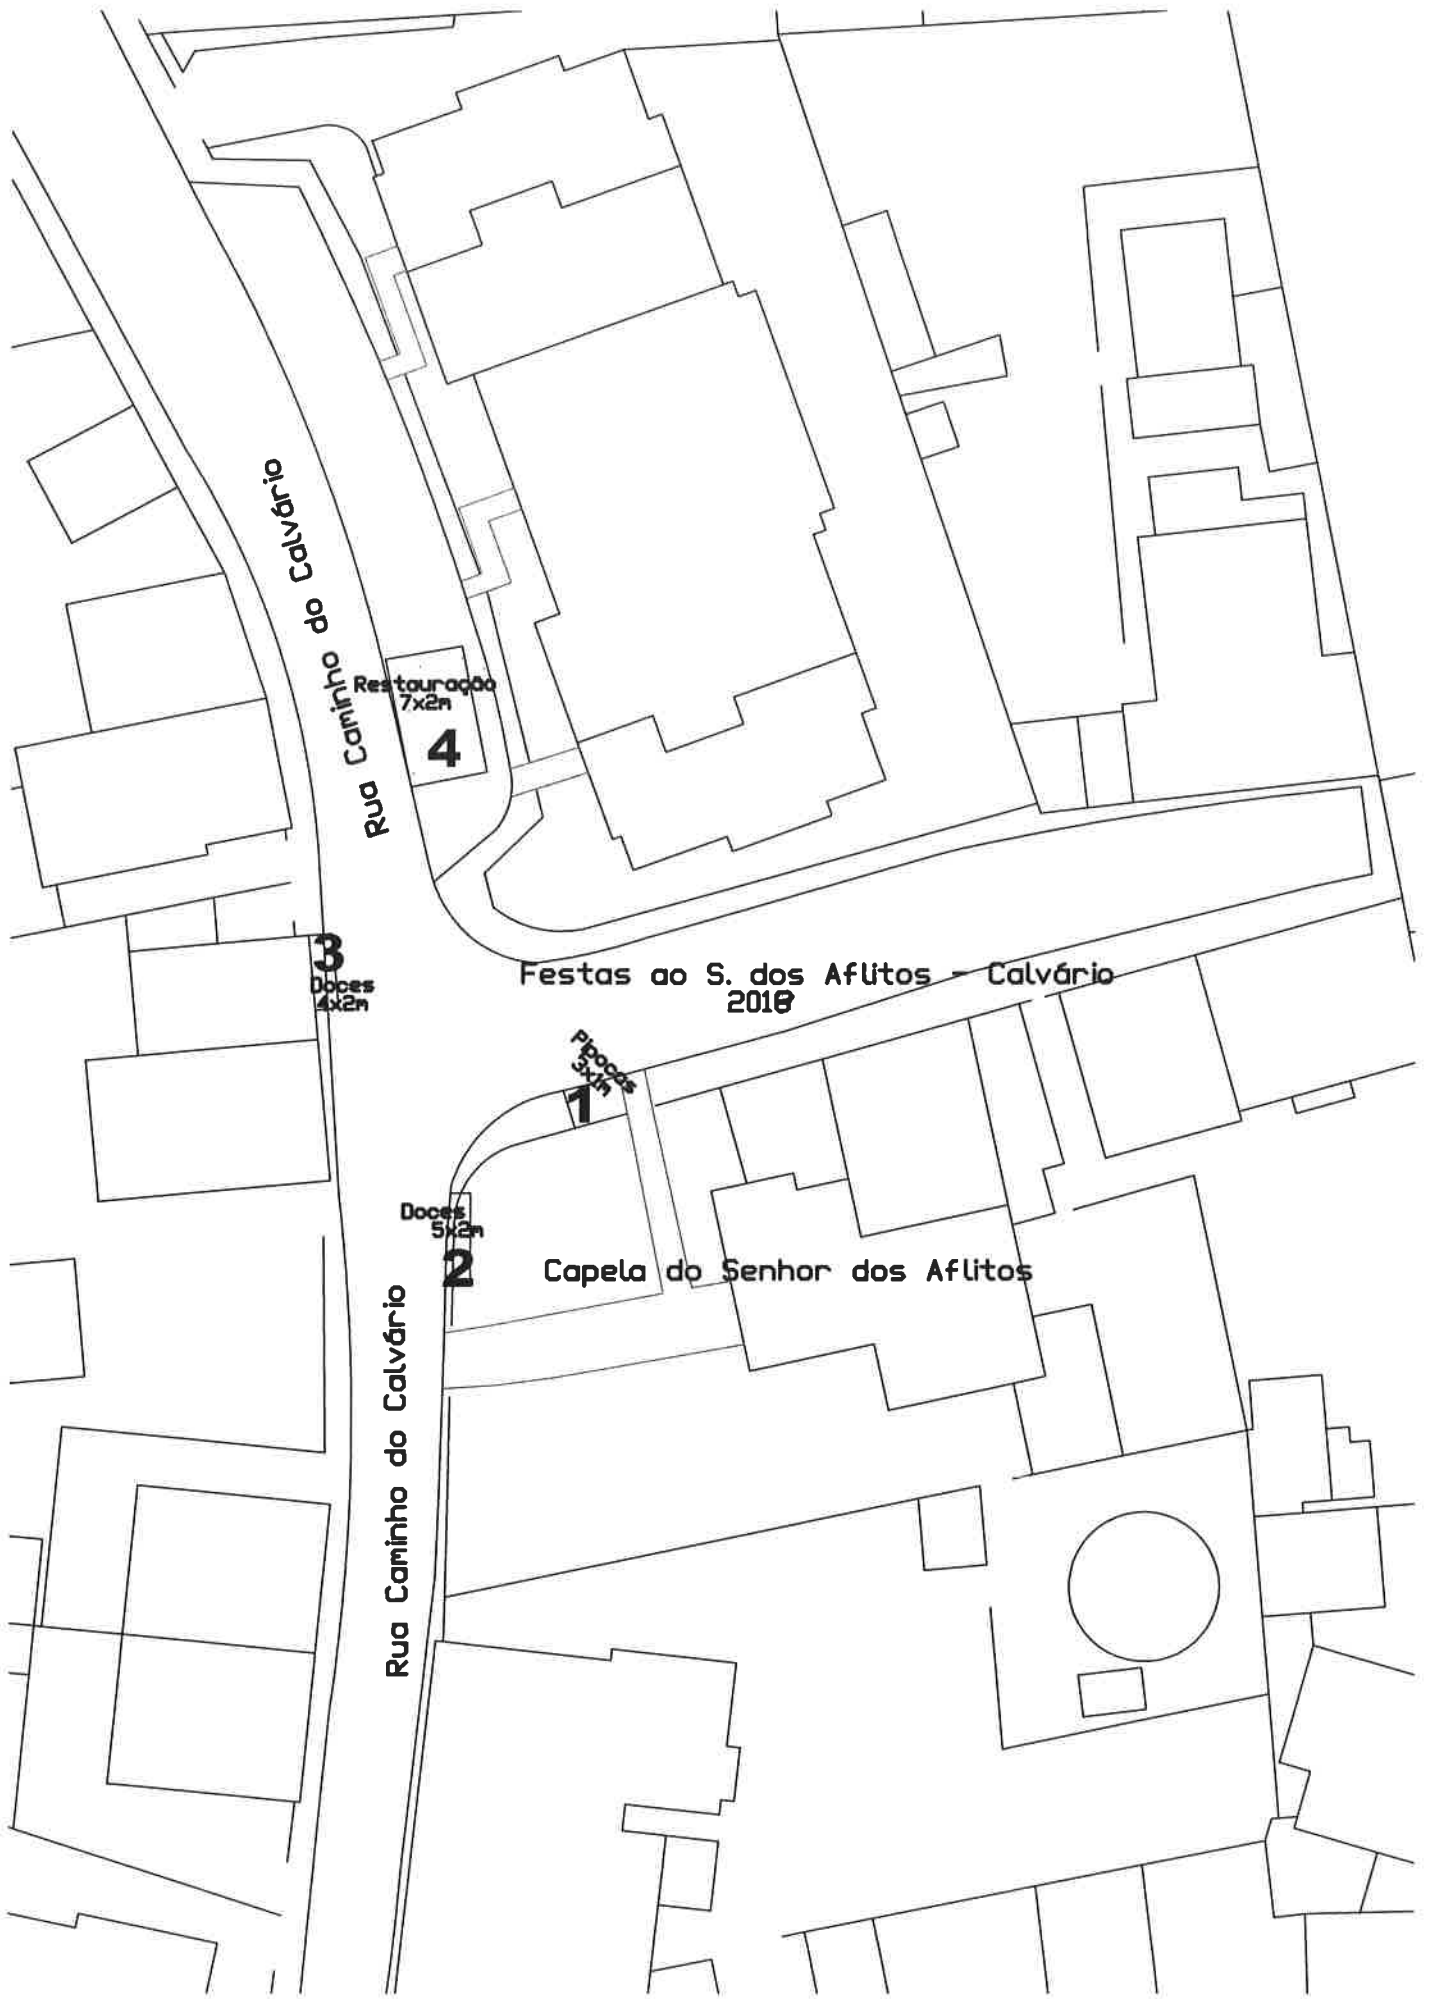 Rua Caminho do Calvário
Restauração
7x2m
4
3
Doces
4x2m
Festas ao S. dos Aflitos - Calvário
Pipocas
3x1m
1
Doces
5x2m
2
Capela do Senhor dos Aflitos
Rua Caminho do Calvário